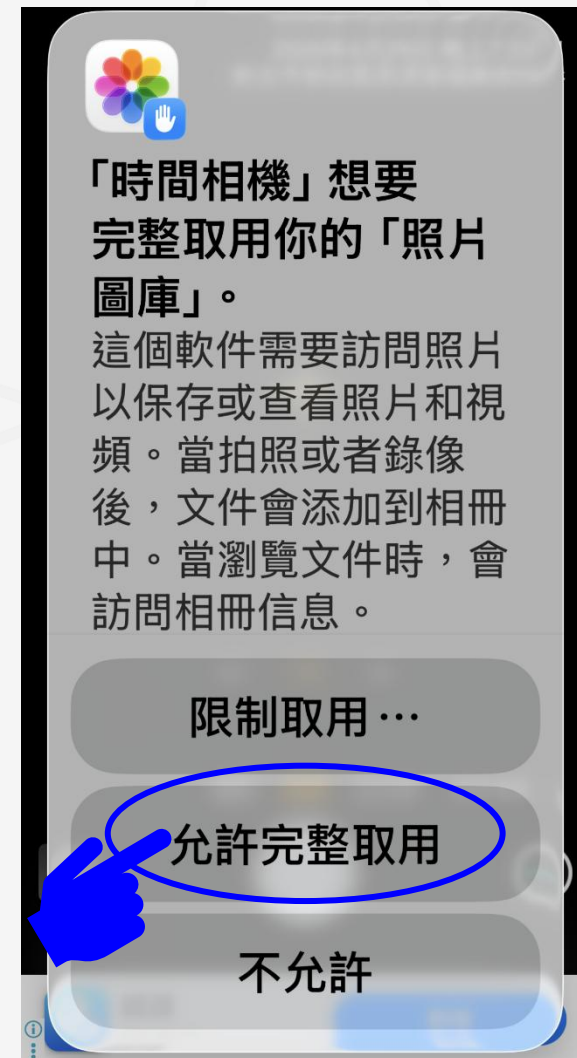 「時間相機」想要
完整取用你的「照片
圖庫」。
這個軟件需要訪問照片
以保存或查看照片和視
頻。當拍照或者錄像
後，文件會添加到相冊
中。當瀏覽文件時，會
訪問相冊信息。
限制取用⋯
允許完整取用
不允許